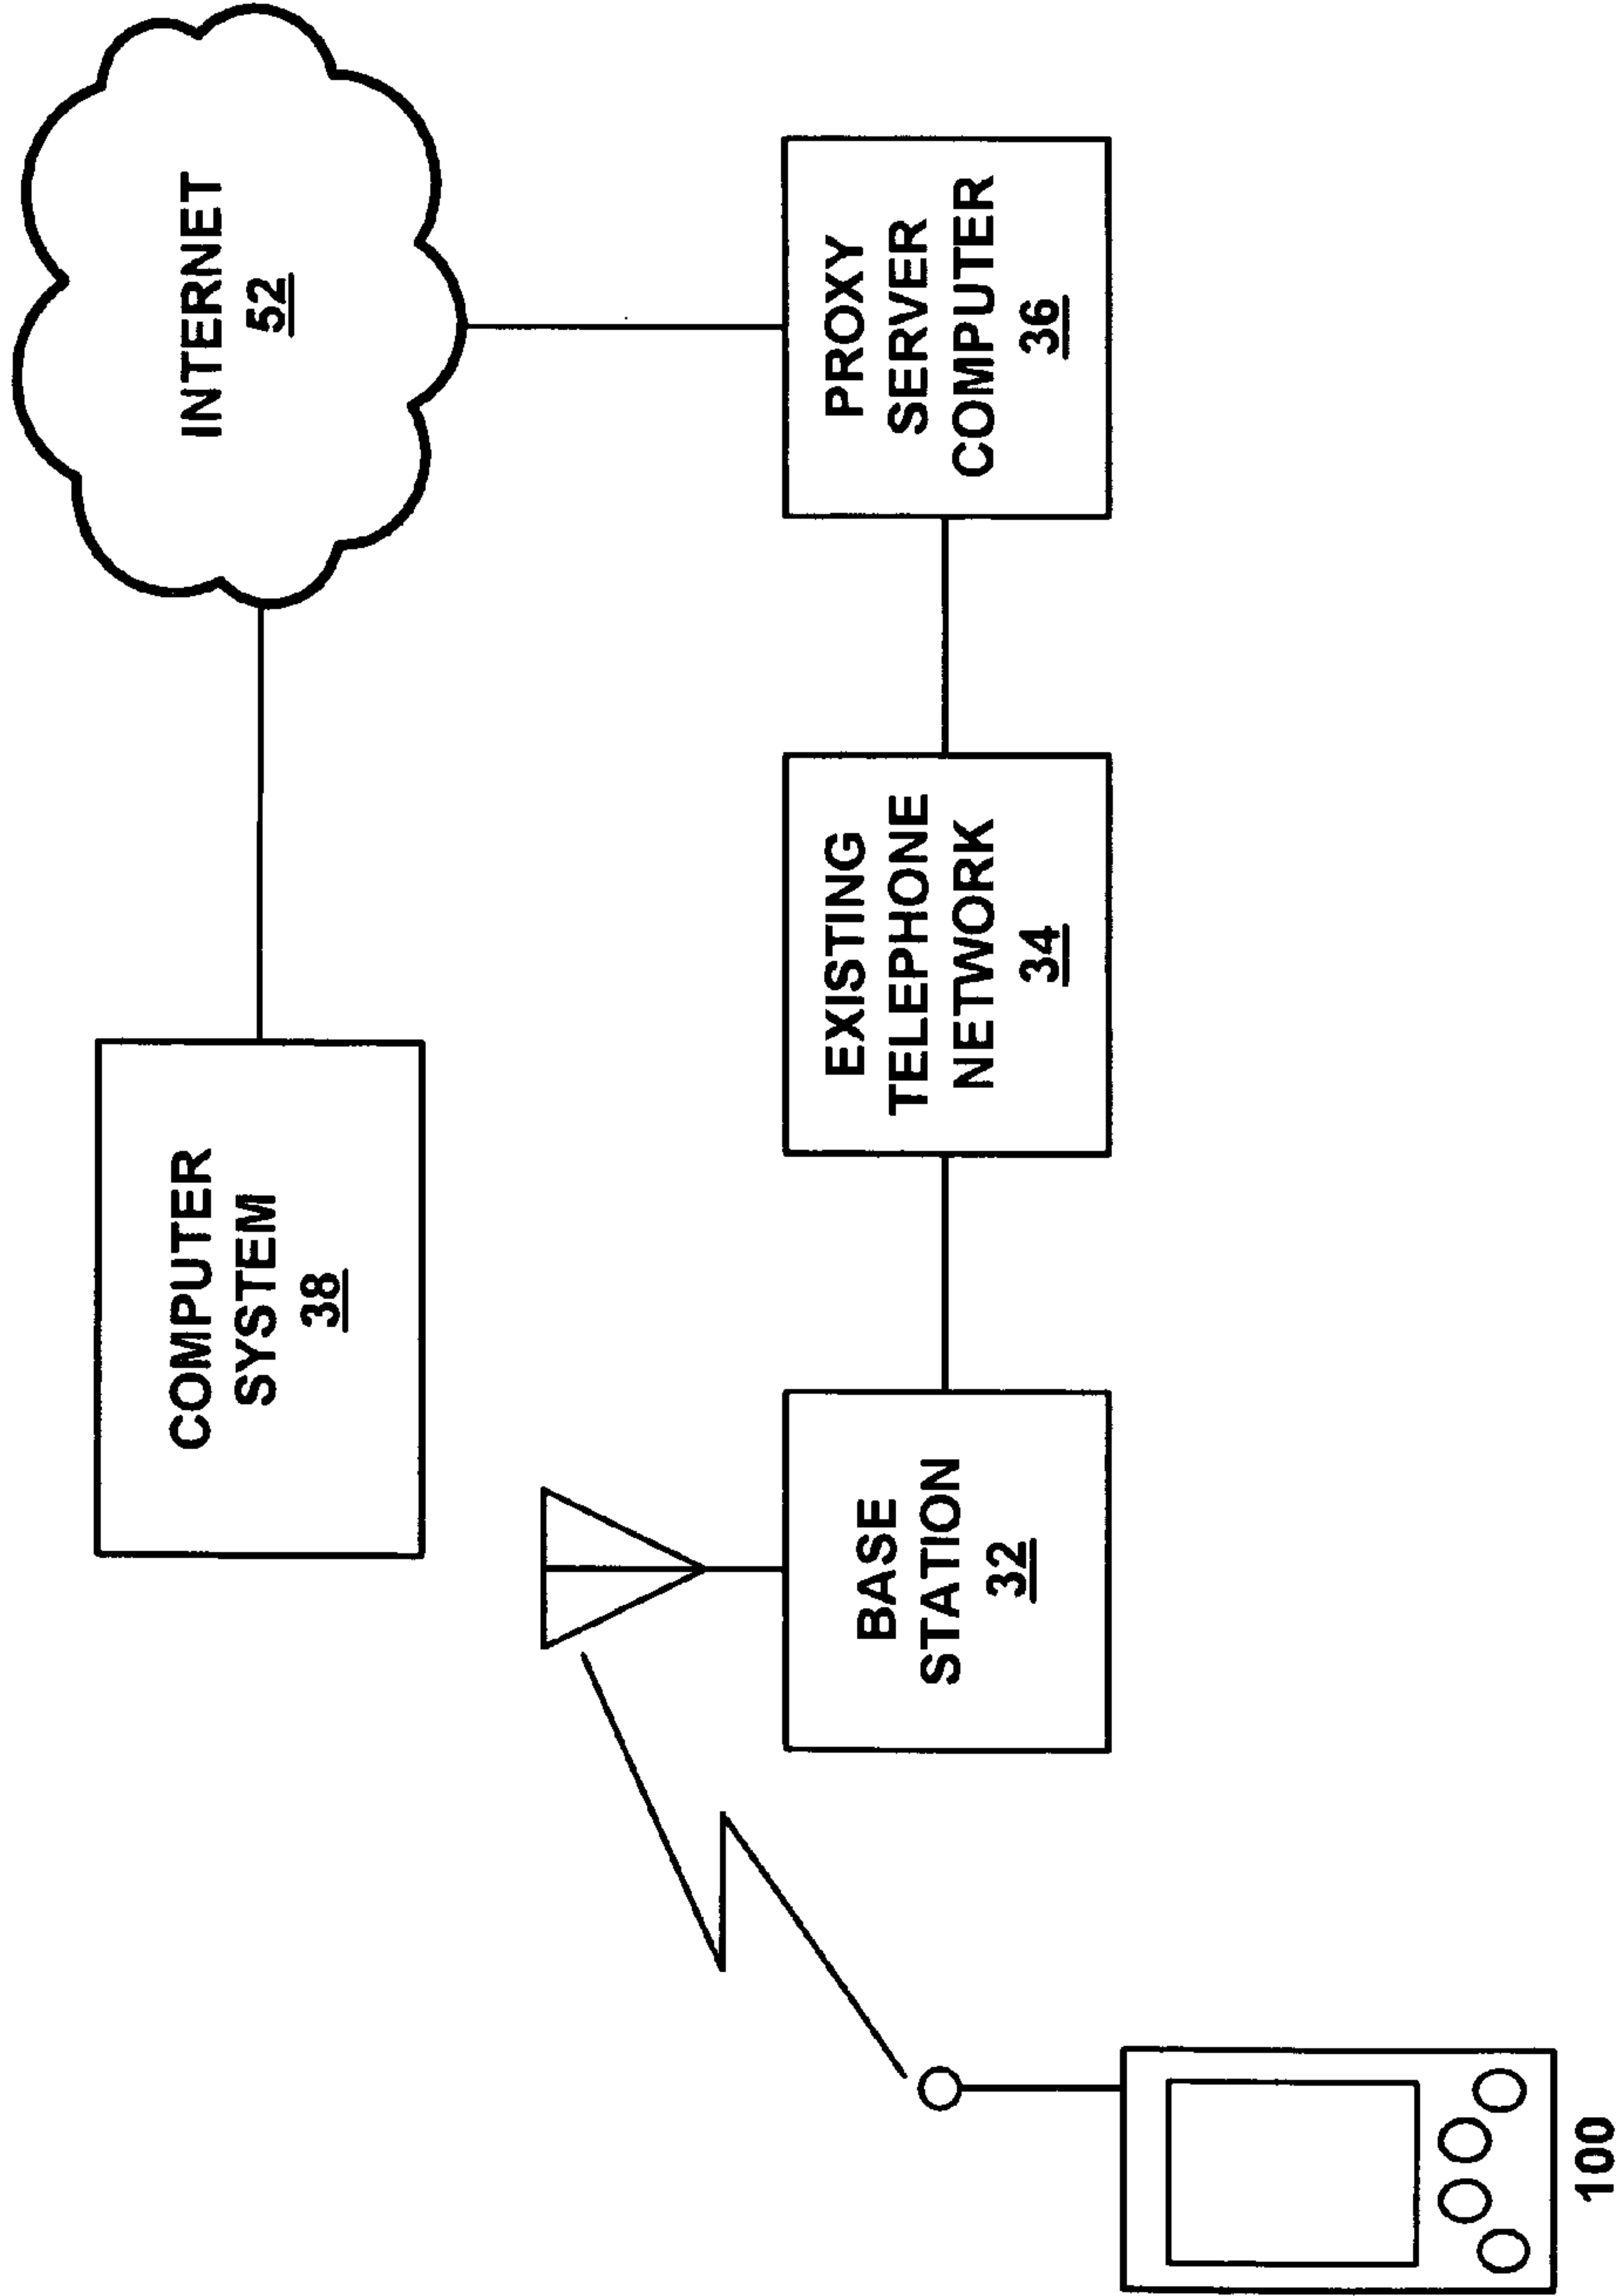 INTERNET
52
COMPUTER
SYSTEM
38
PROXY
SERVER
COMPUTER
36
EXISTING
TELEPHONE
NETWORK
34
BASE
STATION
32
100